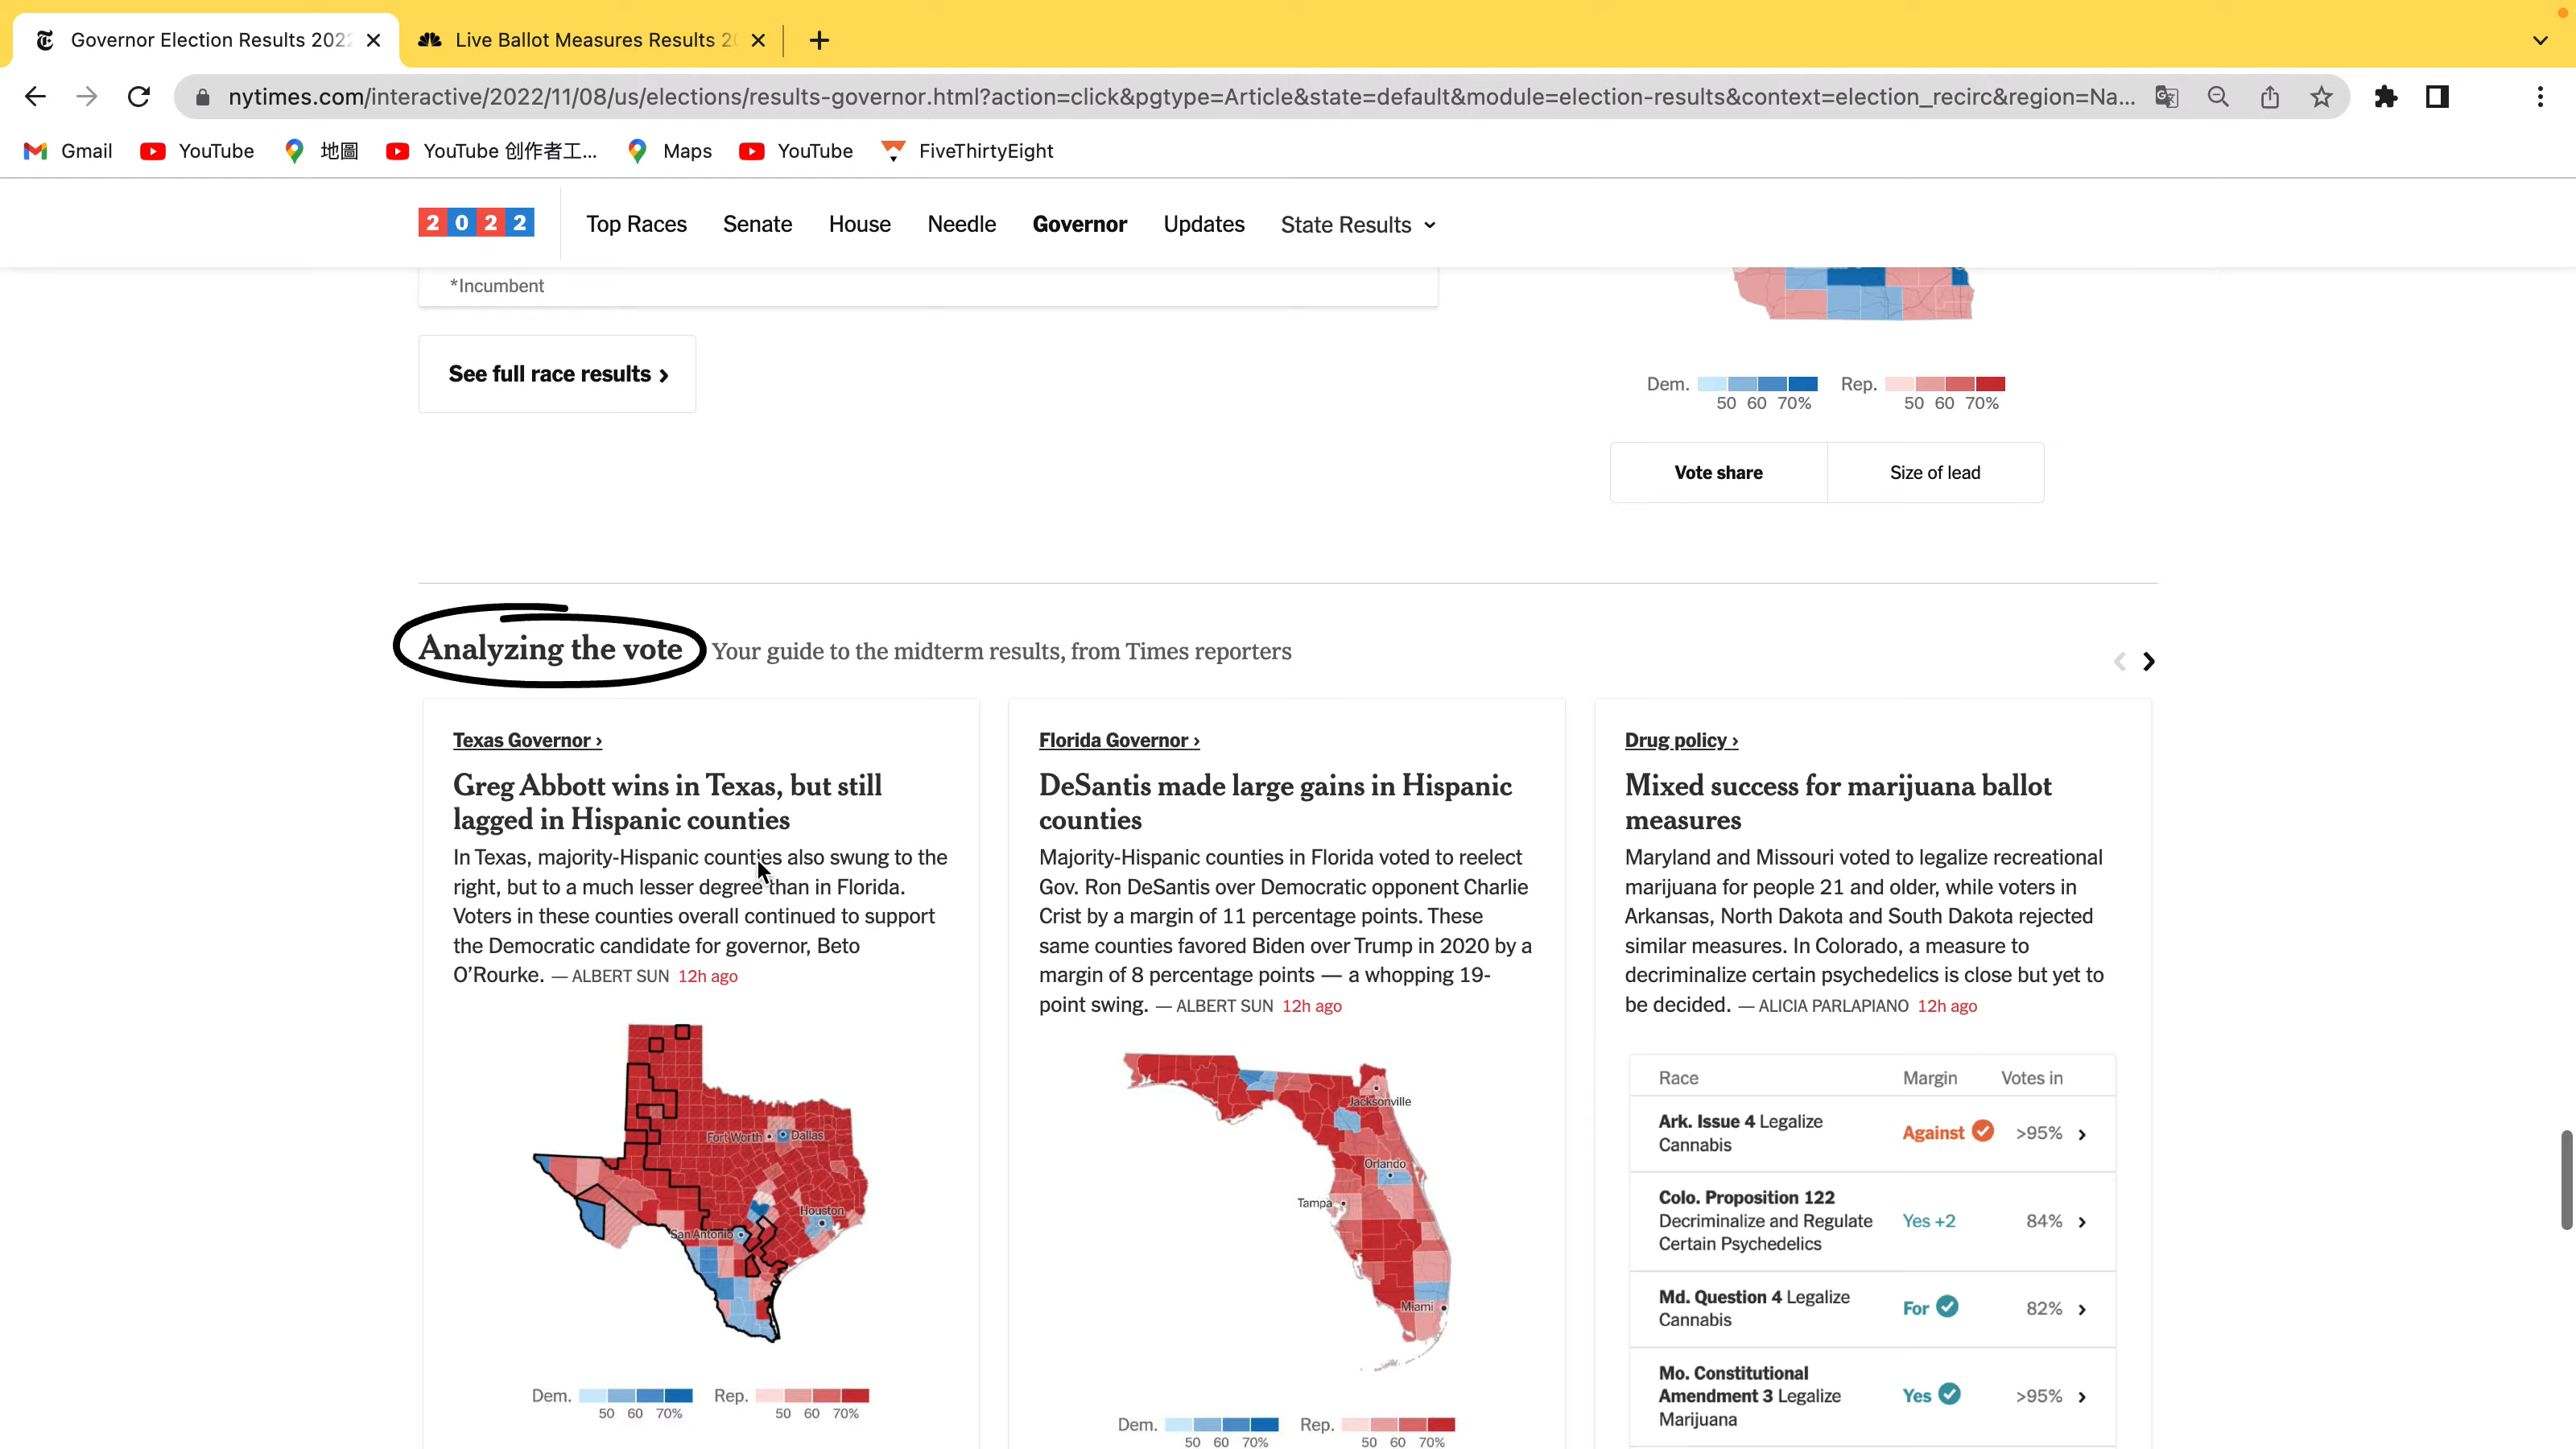 Governor Election Results 2022
Live Ballot Measures Results 20
nytimes.com/interactive/2022/11/08/us/elections/results-governor.html?action=click&pgtype=Article&state=default&module=election-results&context=election_recirc&region=Na...
Gmail YouTube 地圖 YouTube 创作者工... Maps YouTube FiveThirtyEight
2022 Top Races Senate House Needle Governor Updates State Results
*Incumbent
See full race results ›
Dem. 50 60 70% Rep. 50 60 70%
Vote share Size of lead
Analyzing the vote Your guide to the midterm results, from Times reporters
Texas Governor ›
Greg Abbott wins in Texas, but still
lagged in Hispanic counties
In Texas, majority-Hispanic counties also swung to the
right, but to a much lesser degree than in Florida.
Voters in these counties overall continued to support
the Democratic candidate for governor, Beto
O’Rourke. — ALBERT SUN 12h ago
Fort Worth Dallas
Houston
San Antonio
Dem. 50 60 70% Rep. 50 60 70%
Florida Governor ›
DeSantis made large gains in Hispanic
counties
Majority-Hispanic counties in Florida voted to reelect
Gov. Ron DeSantis over Democratic opponent Charlie
Crist by a margin of 11 percentage points. These
same counties favored Biden over Trump in 2020 by a
margin of 8 percentage points — a whopping 19-
point swing. — ALBERT SUN 12h ago
Jacksonville
Orlando
Tampa
Miami
Dem. 50 60 70% Rep. 50 60 70%
Drug policy ›
Mixed success for marijuana ballot
measures
Maryland and Missouri voted to legalize recreational
marijuana for people 21 and older, while voters in
Arkansas, North Dakota and South Dakota rejected
similar measures. In Colorado, a measure to
decriminalize certain psychedelics is close but yet to
be decided. — ALICIA PARLAPIANO 12h ago
Race Margin Votes in
Ark. Issue 4 Legalize
Cannabis Against >95% ›
Colo. Proposition 122
Decriminalize and Regulate Yes +2 84% ›
Certain Psychedelics
Md. Question 4 Legalize
Cannabis For 82% ›
Mo. Constitutional
Amendment 3 Legalize Yes >95% ›
Marijuana